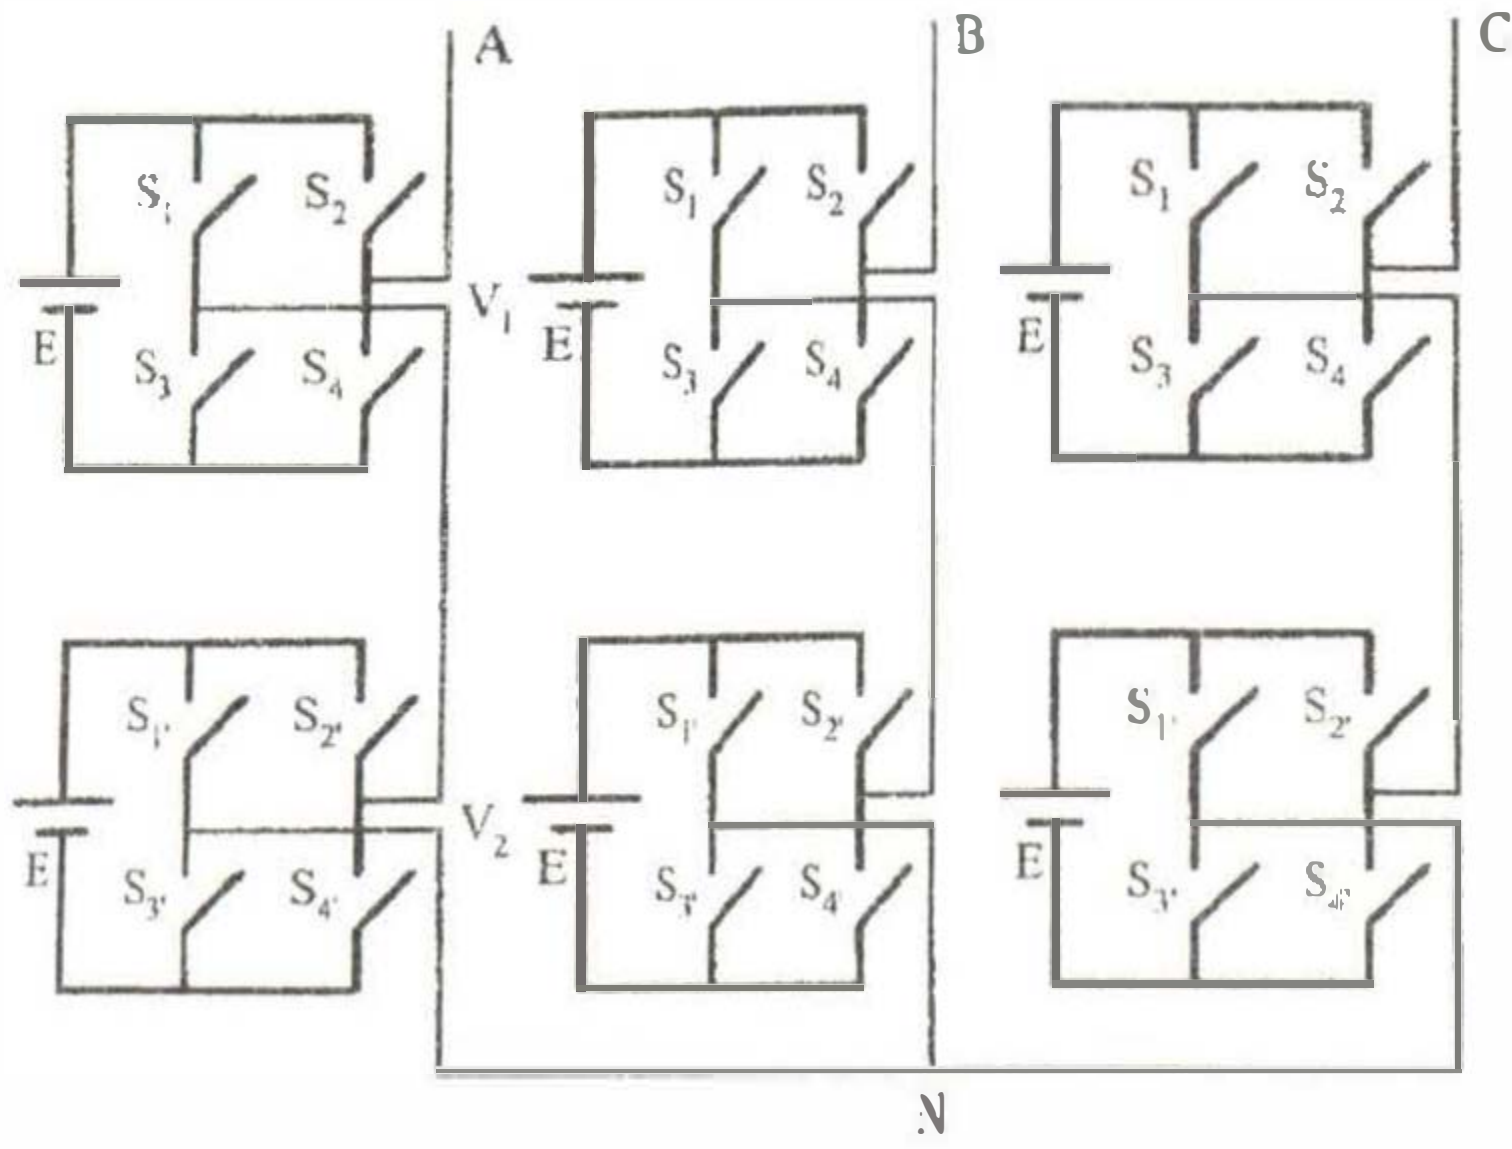 A B C
S₁ S₂ S₁ S₂ S₁ S₂
V₁
E E E
S₃ S₄ S₃ S₄ S₃ S₄
S₁' S₂' S₁' S₂' S₁' S₂'
V₂
E E E
S₃' S₄' S₃' S₄' S₃' S₄'
N